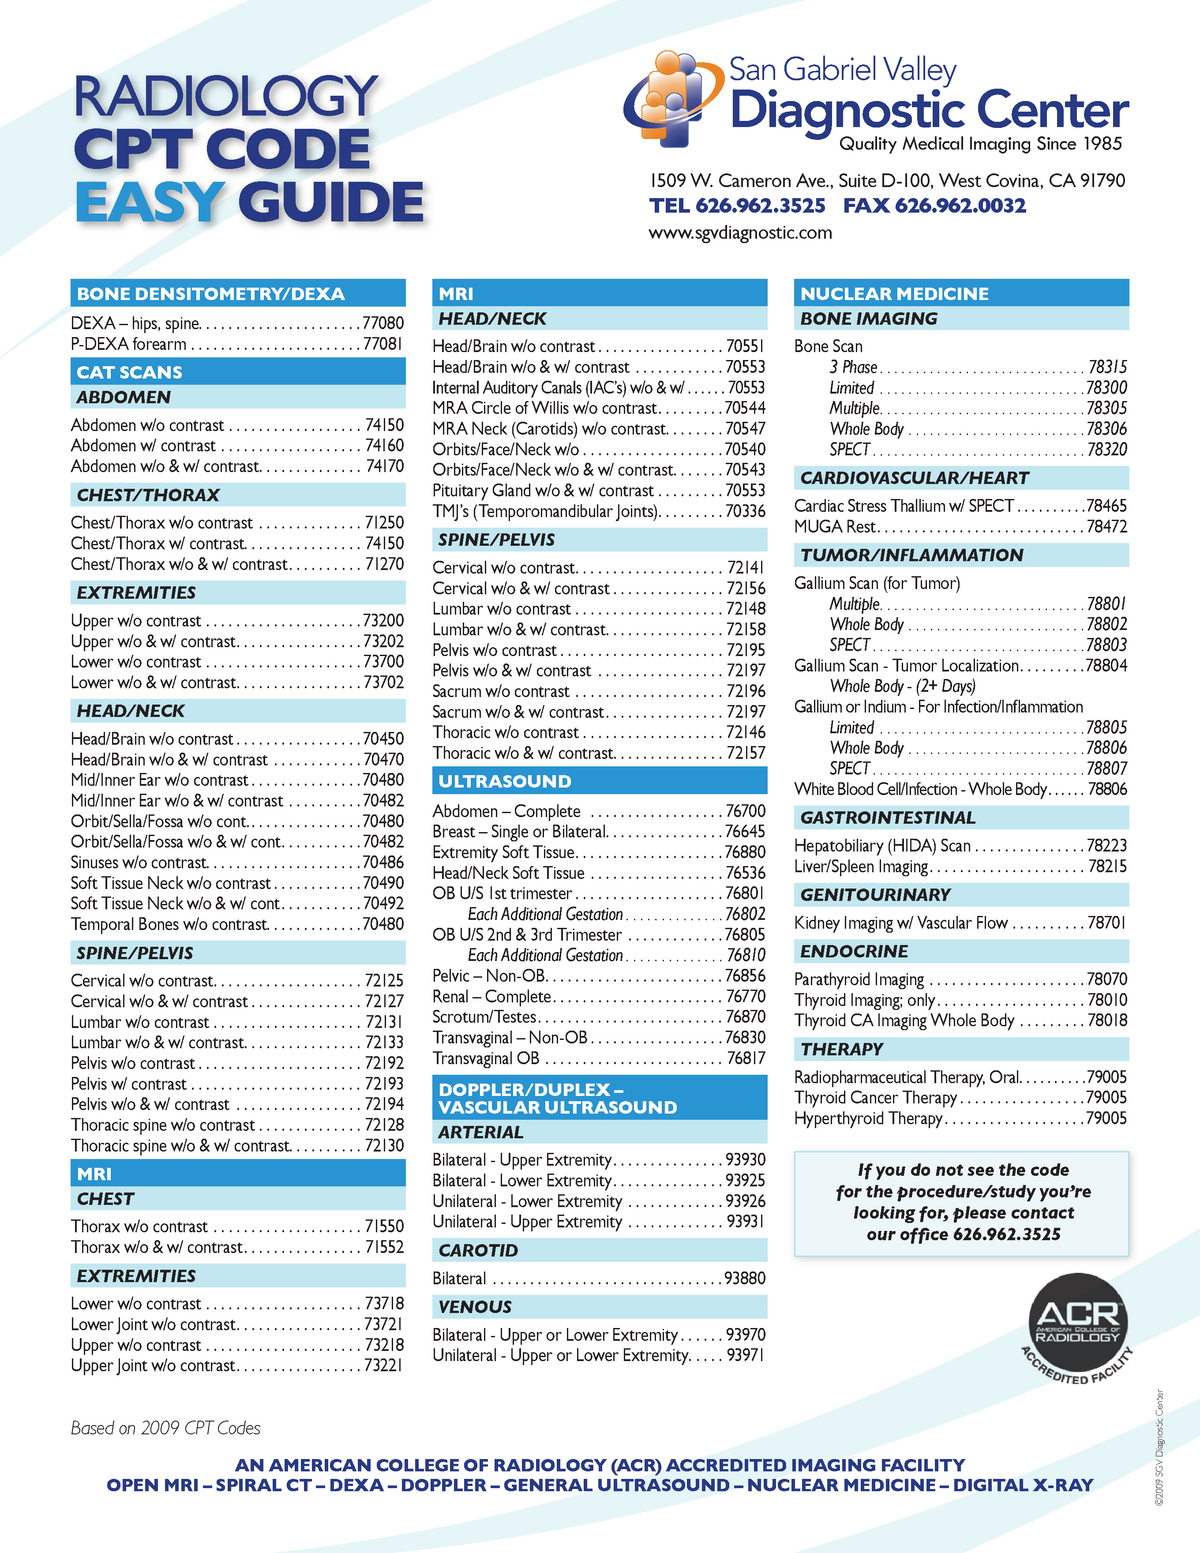 RADIOLOGY
CPT CODE
EASY GUIDE
San Gabriel Valley
Diagnostic Center
Quality Medical Imaging Since 1985
1509 W. Cameron Ave., Suite D-100, West Covina, CA 91790
TEL 626.962.3525 FAX 626.962.0032
www.sgvdiagnostic.com
BONE DENSITOMETRY/DEXA
DEXA – hips, spine. . . . . . . . . . . . . . . . . . . . . .77080
P-DEXA forearm . . . . . . . . . . . . . . . . . . . . . . .77081
CAT SCANS
ABDOMEN
Abdomen w/o contrast . . . . . . . . . . . . . . . . . . 74150
Abdomen w/ contrast . . . . . . . . . . . . . . . . . . . 74160
Abdomen w/o & w/ contrast. . . . . . . . . . . . . . 74170
CHEST/THORAX
Chest/Thorax w/o contrast . . . . . . . . . . . . . . 71250
Chest/Thorax w/ contrast. . . . . . . . . . . . . . . . 74150
Chest/Thorax w/o & w/ contrast. . . . . . . . . . 71270
EXTREMITIES
Upper w/o contrast . . . . . . . . . . . . . . . . . . . . .73200
Upper w/o & w/ contrast. . . . . . . . . . . . . . . . .73202
Lower w/o contrast . . . . . . . . . . . . . . . . . . . . .73700
Lower w/o & w/ contrast. . . . . . . . . . . . . . . . .73702
HEAD/NECK
Head/Brain w/o contrast . . . . . . . . . . . . . . . . .70450
Head/Brain w/o & w/ contrast . . . . . . . . . . . .70470
Mid/Inner Ear w/o contrast . . . . . . . . . . . . . . .70480
Mid/Inner Ear w/o & w/ contrast . . . . . . . . . .70482
Orbit/Sella/Fossa w/o cont.. . . . . . . . . . . . . . .70480
Orbit/Sella/Fossa w/o & w/ cont. . . . . . . . . . .70482
Sinuses w/o contrast. . . . . . . . . . . . . . . . . . . . .70486
Soft Tissue Neck w/o contrast . . . . . . . . . . . .70490
Soft Tissue Neck w/o & w/ cont. . . . . . . . . . .70492
Temporal Bones w/o contrast. . . . . . . . . . . . .70480
SPINE/PELVIS
Cervical w/o contrast. . . . . . . . . . . . . . . . . . . . 72125
Cervical w/o & w/ contrast . . . . . . . . . . . . . . . 72127
Lumbar w/o contrast . . . . . . . . . . . . . . . . . . . . 72131
Lumbar w/o & w/ contrast. . . . . . . . . . . . . . . . 72133
Pelvis w/o contrast . . . . . . . . . . . . . . . . . . . . . . 72192
Pelvis w/ contrast . . . . . . . . . . . . . . . . . . . . . . . 72193
Pelvis w/o & w/ contrast . . . . . . . . . . . . . . . . . 72194
Thoracic spine w/o contrast . . . . . . . . . . . . . . 72128
Thoracic spine w/o & w/ contrast. . . . . . . . . . 72130
MRI
CHEST
Thorax w/o contrast . . . . . . . . . . . . . . . . . . . . 71550
Thorax w/o & w/ contrast. . . . . . . . . . . . . . . . 71552
EXTREMITIES
Lower w/o contrast . . . . . . . . . . . . . . . . . . . . . 73718
Lower Joint w/o contrast. . . . . . . . . . . . . . . . . 73721
Upper w/o contrast . . . . . . . . . . . . . . . . . . . . . 73218
Upper Joint w/o contrast. . . . . . . . . . . . . . . . . 73221
MRI
HEAD/NECK
Head/Brain w/o contrast . . . . . . . . . . . . . . . . . 70551
Head/Brain w/o & w/ contrast . . . . . . . . . . . . 70553
Internal Auditory Canals (IAC's) w/o & w/ . . . . . . 70553
MRA Circle of Willis w/o contrast. . . . . . . . . 70544
MRA Neck (Carotids) w/o contrast. . . . . . . . 70547
Orbits/Face/Neck w/o . . . . . . . . . . . . . . . . . . .70540
Orbits/Face/Neck w/o & w/ contrast. . . . . . . 70543
Pituitary Gland w/o & w/ contrast . . . . . . . . . 70553
TMJ's (Temporomandibular Joints). . . . . . . . . 70336
SPINE/PELVIS
Cervical w/o contrast. . . . . . . . . . . . . . . . . . . . 72141
Cervical w/o & w/ contrast . . . . . . . . . . . . . . . 72156
Lumbar w/o contrast . . . . . . . . . . . . . . . . . . . . 72148
Lumbar w/o & w/ contrast. . . . . . . . . . . . . . . . 72158
Pelvis w/o contrast . . . . . . . . . . . . . . . . . . . . . . 72195
Pelvis w/o & w/ contrast . . . . . . . . . . . . . . . . . 72197
Sacrum w/o contrast . . . . . . . . . . . . . . . . . . . . 72196
Sacrum w/o & w/ contrast. . . . . . . . . . . . . . . . 72197
Thoracic w/o contrast . . . . . . . . . . . . . . . . . . . 72146
Thoracic w/o & w/ contrast. . . . . . . . . . . . . . . 72157
ULTRASOUND
Abdomen – Complete . . . . . . . . . . . . . . . . . . 76700
Breast – Single or Bilateral. . . . . . . . . . . . . . . . 76645
Extremity Soft Tissue. . . . . . . . . . . . . . . . . . . . 76880
Head/Neck Soft Tissue . . . . . . . . . . . . . . . . . . 76536
OB U/S 1st trimester . . . . . . . . . . . . . . . . . . . . 76801
Each Additional Gestation . . . . . . . . . . . . . . 76802
OB U/S 2nd & 3rd Trimester . . . . . . . . . . . . . 76805
Each Additional Gestation . . . . . . . . . . . . . . 76810
Pelvic – Non-OB. . . . . . . . . . . . . . . . . . . . . . . . 76856
Renal – Complete . . . . . . . . . . . . . . . . . . . . . . . 76770
Scrotum/Testes. . . . . . . . . . . . . . . . . . . . . . . . . 76870
Transvaginal – Non-OB . . . . . . . . . . . . . . . . . . 76830
Transvaginal OB . . . . . . . . . . . . . . . . . . . . . . . . 76817
DOPPLER/DUPLEX –
VASCULAR ULTRASOUND
ARTERIAL
Bilateral - Upper Extremity. . . . . . . . . . . . . . . 93930
Bilateral - Lower Extremity. . . . . . . . . . . . . . . 93925
Unilateral - Lower Extremity . . . . . . . . . . . . . 93926
Unilateral - Upper Extremity . . . . . . . . . . . . . 93931
CAROTID
Bilateral . . . . . . . . . . . . . . . . . . . . . . . . . . . . . . .93880
VENOUS
Bilateral - Upper or Lower Extremity . . . . . . 93970
Unilateral - Upper or Lower Extremity. . . . . 93971
NUCLEAR MEDICINE
BONE IMAGING
Bone Scan
3 Phase . . . . . . . . . . . . . . . . . . . . . . . . . . . . 78315
Limited . . . . . . . . . . . . . . . . . . . . . . . . . . . . 78300
Multiple. . . . . . . . . . . . . . . . . . . . . . . . . . . . 78305
Whole Body . . . . . . . . . . . . . . . . . . . . . . . . 78306
SPECT . . . . . . . . . . . . . . . . . . . . . . . . . . . . . 78320
CARDIOVASCULAR/HEART
Cardiac Stress Thallium w/ SPECT . . . . . . . . . .78465
MUGA Rest. . . . . . . . . . . . . . . . . . . . . . . . . . . . 78472
TUMOR/INFLAMMATION
Gallium Scan (for Tumor)
Multiple. . . . . . . . . . . . . . . . . . . . . . . . . . . . 78801
Whole Body . . . . . . . . . . . . . . . . . . . . . . . . 78802
SPECT . . . . . . . . . . . . . . . . . . . . . . . . . . . . . 78803
Gallium Scan - Tumor Localization. . . . . . . . .78804
Whole Body - (2+ Days)
Gallium or Indium - For Infection/Inflammation
Limited . . . . . . . . . . . . . . . . . . . . . . . . . . . . 78805
Whole Body . . . . . . . . . . . . . . . . . . . . . . . . 78806
SPECT . . . . . . . . . . . . . . . . . . . . . . . . . . . . . 78807
White Blood Cell/Infection - Whole Body. . . . . . 78806
GASTROINTESTINAL
Hepatobiliary (HIDA) Scan . . . . . . . . . . . . . . . 78223
Liver/Spleen Imaging. . . . . . . . . . . . . . . . . . . . . 78215
GENITOURINARY
Kidney Imaging w/ Vascular Flow . . . . . . . . . . 78701
ENDOCRINE
Parathyroid Imaging . . . . . . . . . . . . . . . . . . . . . 78070
Thyroid Imaging; only . . . . . . . . . . . . . . . . . . . . 78010
Thyroid CA Imaging Whole Body . . . . . . . . . 78018
THERAPY
Radiopharmaceutical Therapy, Oral. . . . . . . . . .79005
Thyroid Cancer Therapy . . . . . . . . . . . . . . . . .79005
Hyperthyroid Therapy. . . . . . . . . . . . . . . . . . .79005
If you do not see the code
for the procedure/study you're
looking for, please contact
our office 626.962.3525
ACR™
AMERICAN COLLEGE OF
RADIOLOGY
ACCREDITED FACILITY
Based on 2009 CPT Codes
©2009 SGV Diagnostic Center
AN AMERICAN COLLEGE OF RADIOLOGY (ACR) ACCREDITED IMAGING FACILITY
OPEN MRI – SPIRAL CT – DEXA – DOPPLER – GENERAL ULTRASOUND – NUCLEAR MEDICINE – DIGITAL X-RAY